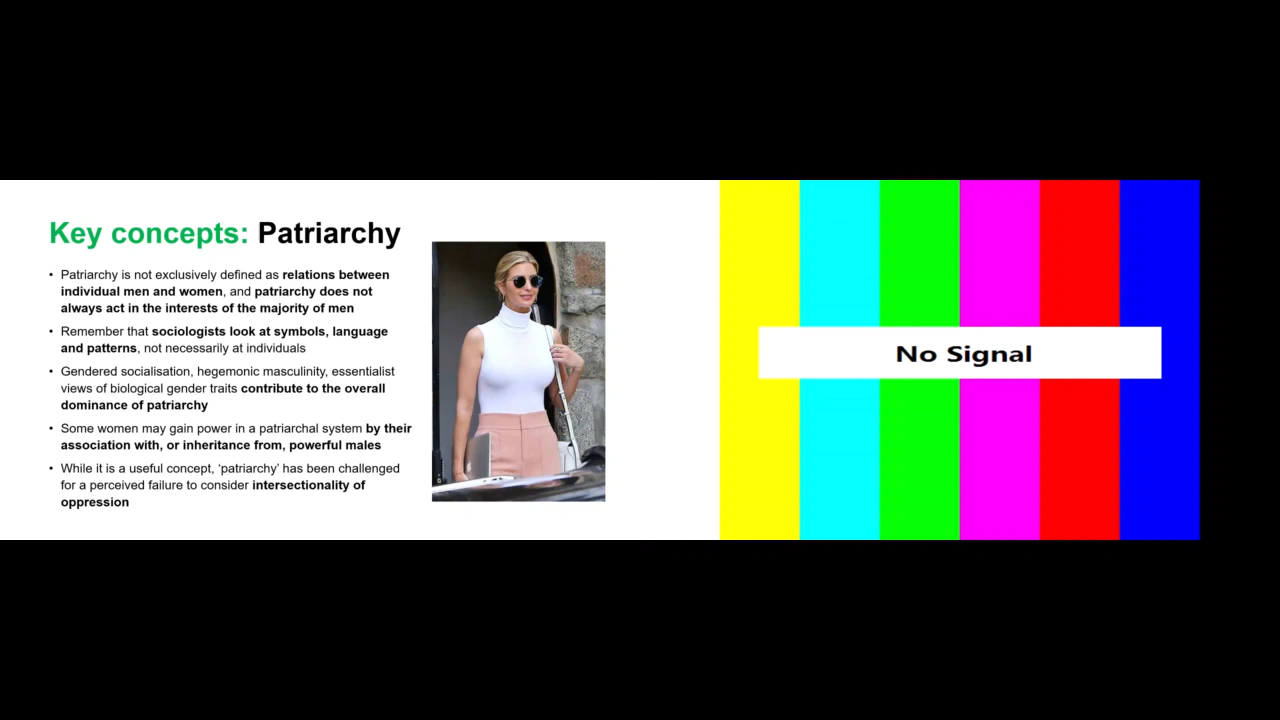 Key concepts: Patriarchy
• Patriarchy is not exclusively defined as relations between
individual men and women, and patriarchy does not
always act in the interests of the majority of men
• Remember that sociologists look at symbols, language
and patterns, not necessarily at individuals
• Gendered socialisation, hegemonic masculinity, essentialist
views of biological gender traits contribute to the overall
dominance of patriarchy
• Some women may gain power in a patriarchal system by their
association with, or inheritance from, powerful males
• While it is a useful concept, ‘patriarchy’ has been challenged
for a perceived failure to consider intersectionality of
oppression
No Signal